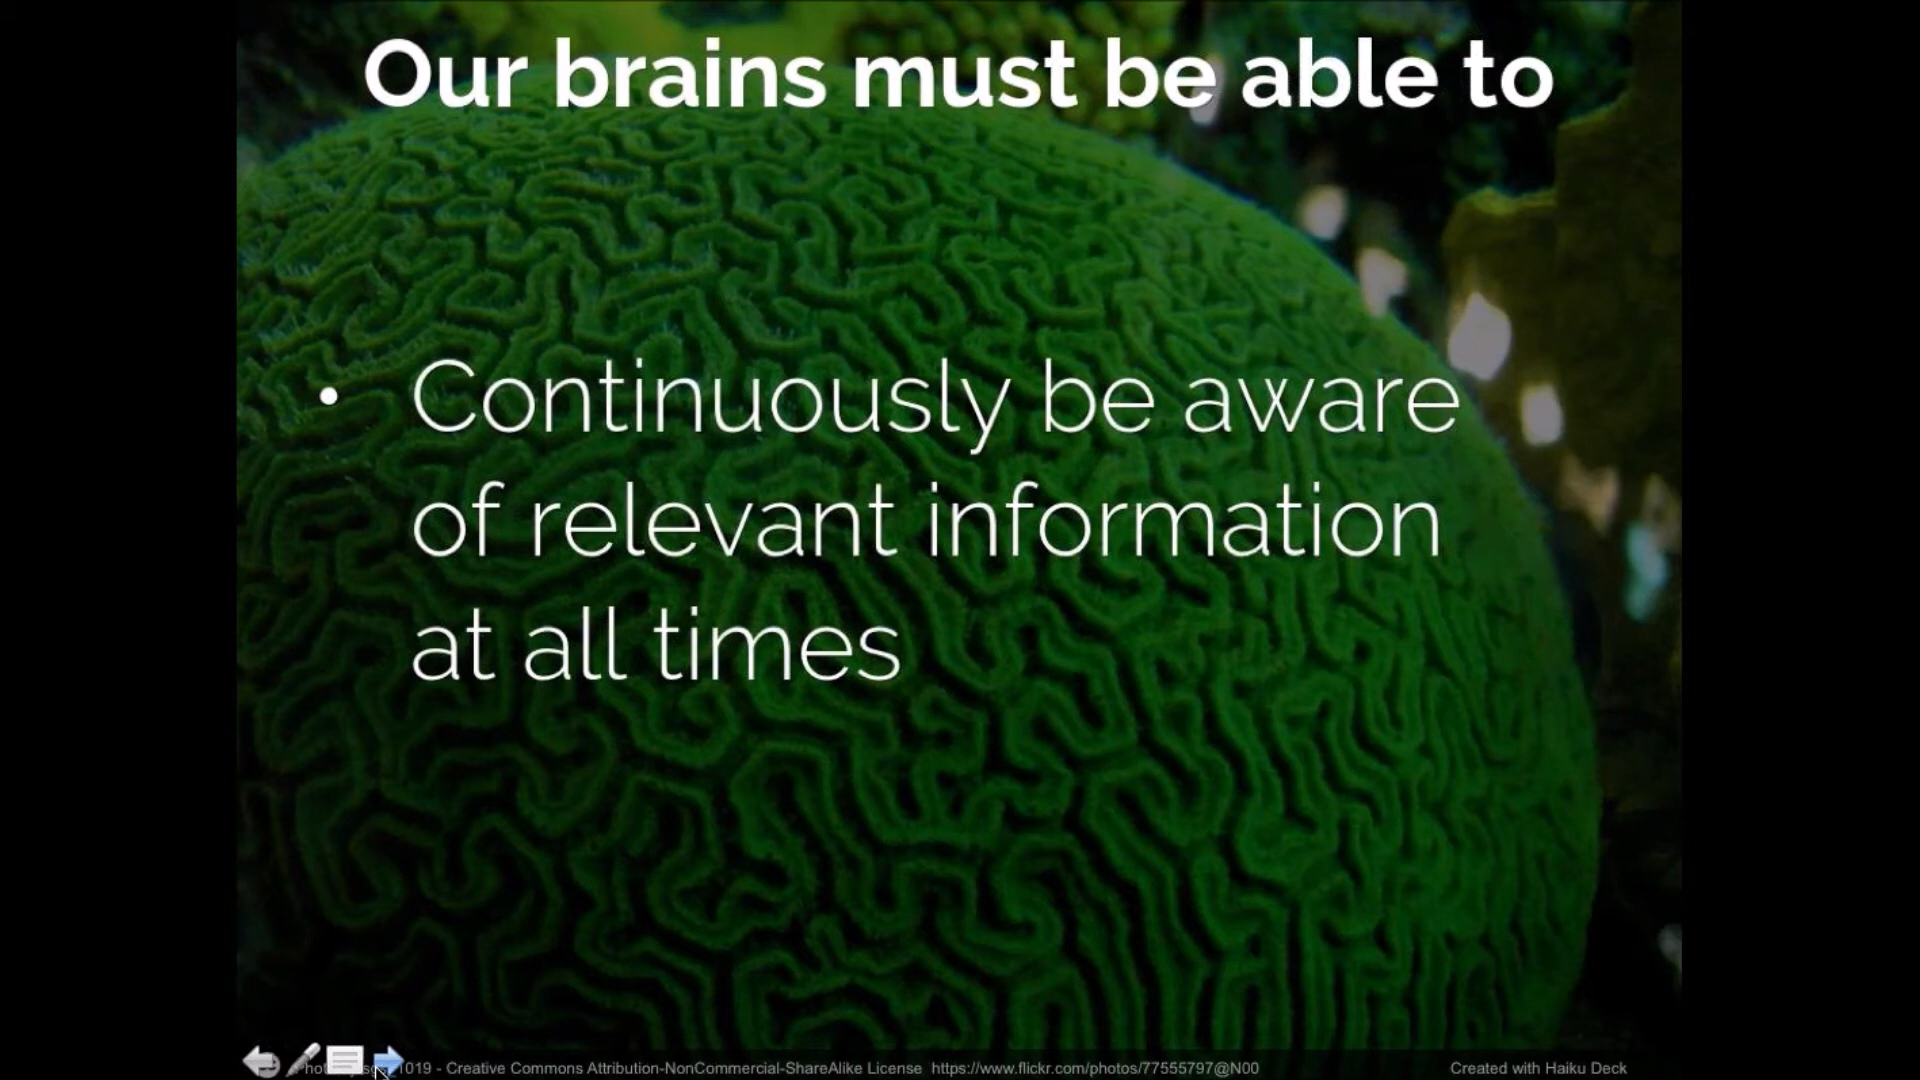 Our brains must be able to
• Continuously be aware
of relevant information
at all times
1019 - Creative Commons Attribution-NonCommercial-ShareAlike License https://www.flickr.com/photos/77555797@N00
Created with Haiku Deck